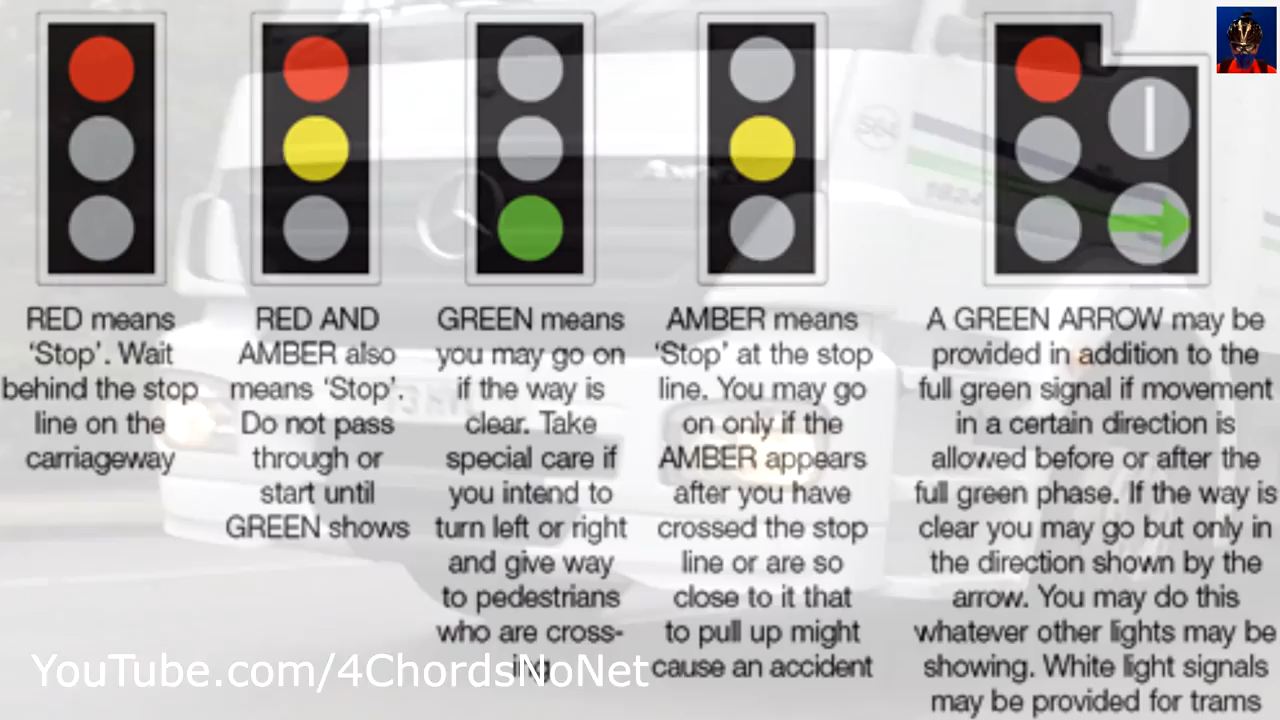 RED means
‘Stop’. Wait
behind the stop
line on the
carriageway
RED AND
AMBER also
means ‘Stop’.
Do not pass
through or
start until
GREEN shows
GREEN means
you may go on
if the way is
clear. Take
special care if
you intend to
turn left or right
and give way
to pedestrians
who are cross-
ing
AMBER means
‘Stop’ at the stop
line. You may go
on only if the
AMBER appears
after you have
crossed the stop
line or are so
close to it that
to pull up might
cause an accident
A GREEN ARROW may be
provided in addition to the
full green signal if movement
in a certain direction is
allowed before or after the
full green phase. If the way is
clear you may go but only in
the direction shown by the
arrow. You may do this
whatever other lights may be
showing. White light signals
may be provided for trams
YouTube.com/4ChordsNoNet